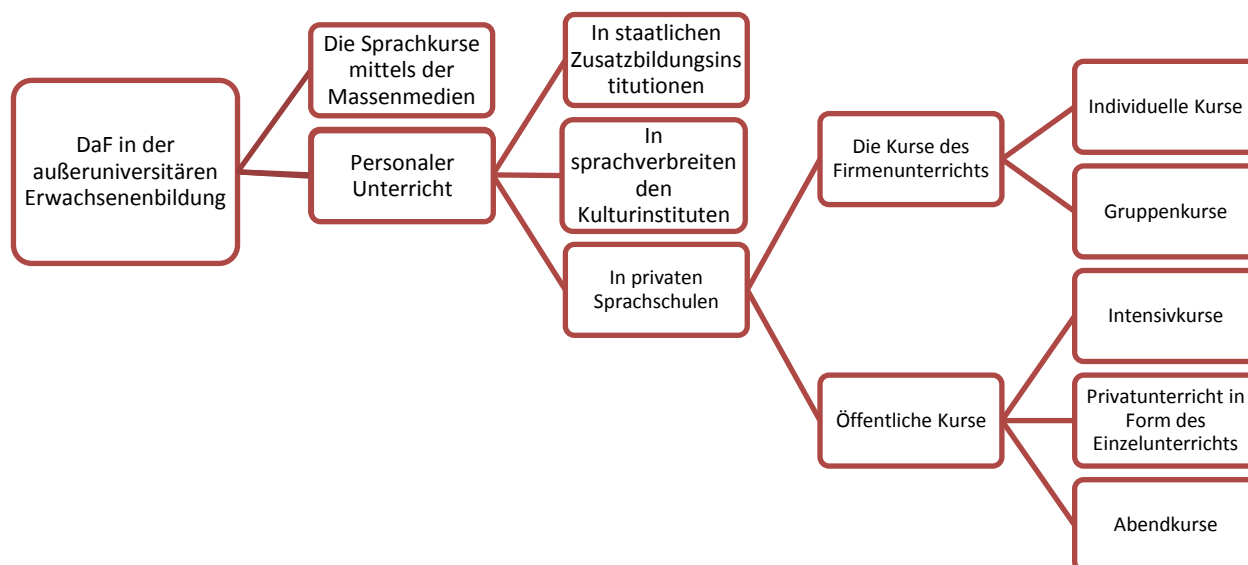 DaF in der
außeruniversitären
Erwachsenenbildung
Die Sprachkurse
mittels der
Massenmedien
Personaler
Unterricht
In staatlichen
Zusatzbildungsins
titutionen
In
sprachverbreiten
den
Kulturinstituten
In privaten
Sprachschulen
Die Kurse des
Firmenunterrichts
Öffentliche Kurse
Individuelle Kurse
Gruppenkurse
Intensivkurse
Privatunterricht in
Form des
Einzelunterrichts
Abendkurse